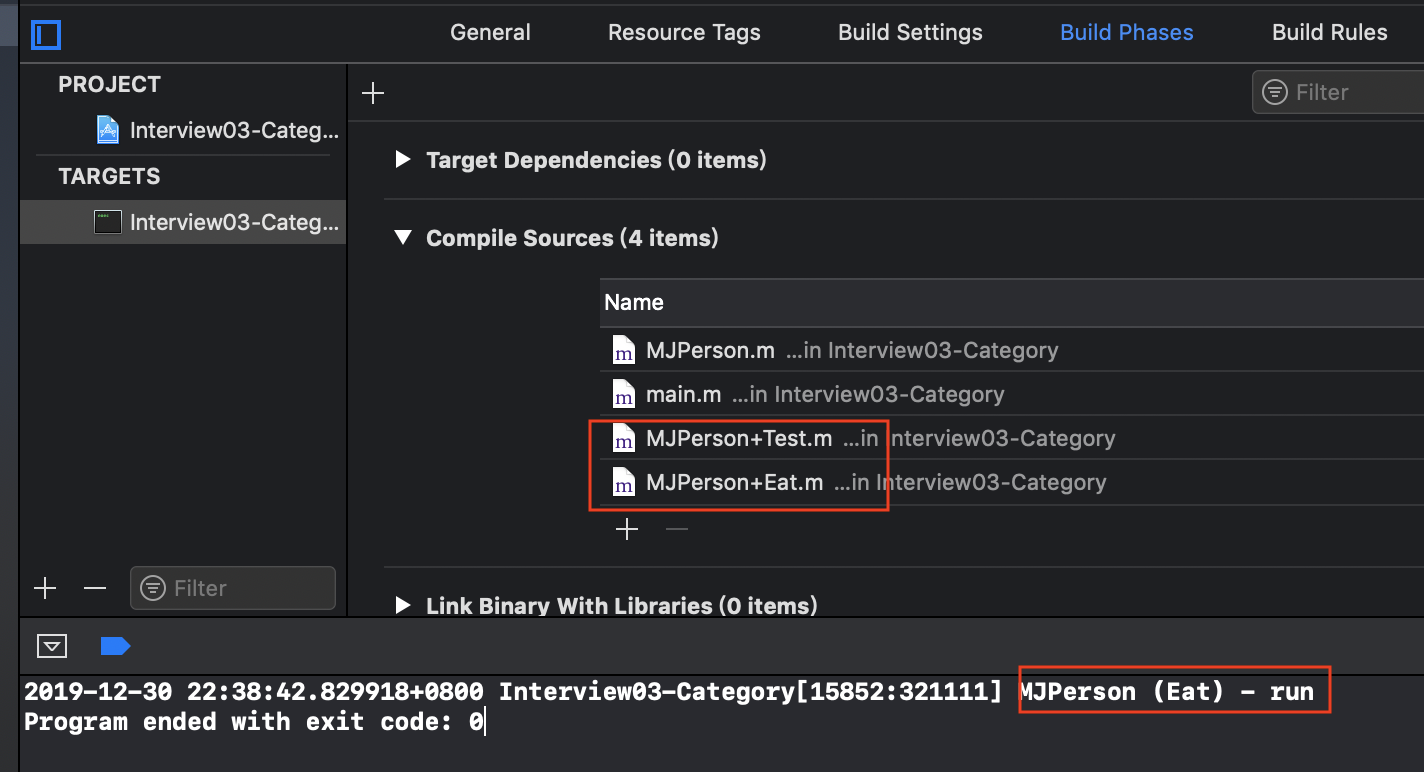 General Resource Tags Build Settings Build Phases Build Rules
PROJECT
Interview03-Categ...
TARGETS
Interview03-Categ...
Filter
Filter
Target Dependencies (0 items)
Compile Sources (4 items)
Name
m MJPerson.m ...in Interview03-Category
m main.m ...in Interview03-Category
m MJPerson+Test.m ...in Interview03-Category
m MJPerson+Eat.m ...in Interview03-Category
Link Binary With Libraries (0 items)
2019-12-30 22:38:42.829918+0800 Interview03-Category[15852:321111] MJPerson (Eat) - run
Program ended with exit code: 0